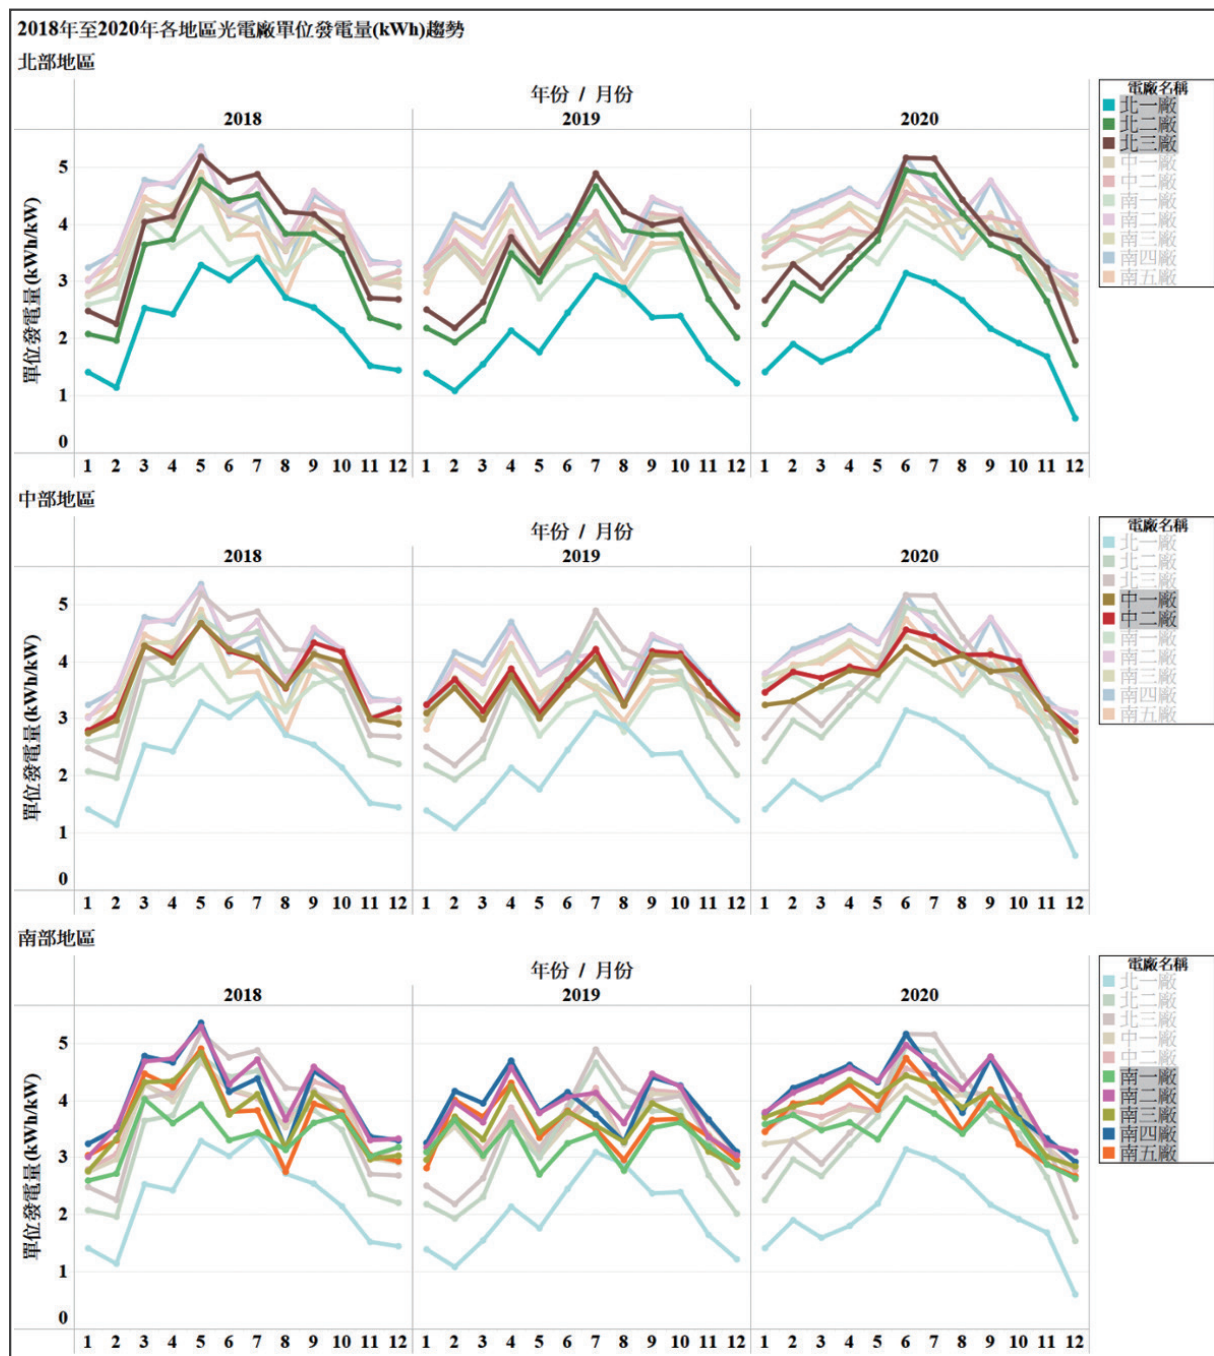 2018年至2020年各地區光電廠單位發電量(kWh)趨勢
北部地區
年份 / 月份
2018 2019 2020
單位發電量(kWh/kW)
5
4
3
2
1
0
1 2 3 4 5 6 7 8 9 10 11 12 1 2 3 4 5 6 7 8 9 10 11 12 1 2 3 4 5 6 7 8 9 10 11 12
電廠名稱
北一廠
北二廠
北三廠
中一廠
中二廠
南一廠
南二廠
南三廠
南四廠
南五廠
中部地區
年份 / 月份
2018 2019 2020
單位發電量(kWh/kW)
5
4
3
2
1
0
1 2 3 4 5 6 7 8 9 10 11 12 1 2 3 4 5 6 7 8 9 10 11 12 1 2 3 4 5 6 7 8 9 10 11 12
電廠名稱
北一廠
北二廠
北三廠
中一廠
中二廠
南一廠
南二廠
南三廠
南四廠
南五廠
南部地區
年份 / 月份
2018 2019 2020
單位發電量(kWh/kW)
5
4
3
2
1
0
1 2 3 4 5 6 7 8 9 10 11 12 1 2 3 4 5 6 7 8 9 10 11 12 1 2 3 4 5 6 7 8 9 10 11 12
電廠名稱
北一廠
北二廠
北三廠
中一廠
中二廠
南一廠
南二廠
南三廠
南四廠
南五廠